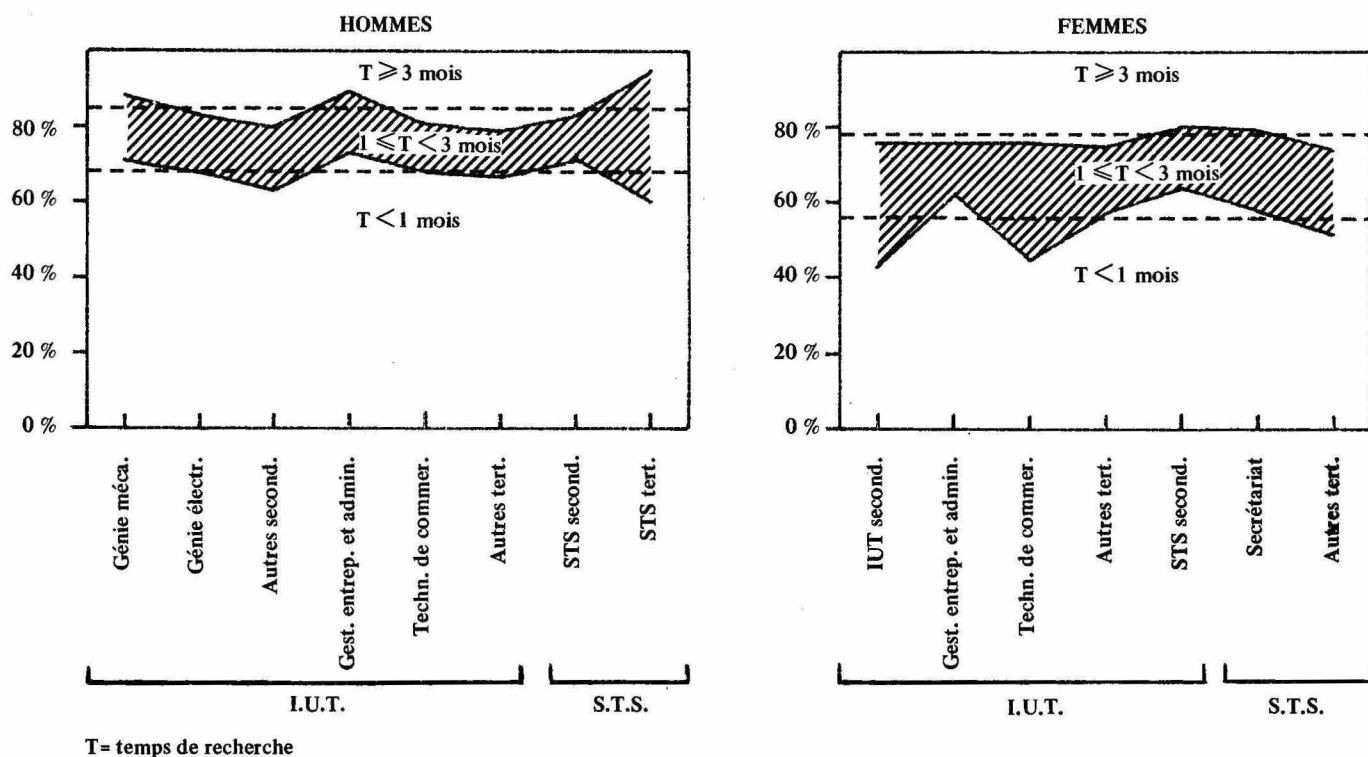 HOMMES
T ⩾ 3 mois
1 ⩽ T < 3 mois
T < 1 mois
80 %
60 %
40 %
20 %
0 %
Génie méca.
Génie électr.
Autres second.
Gest. entrep. et admin.
Techn. de commer.
Autres tert.
STS second.
STS tert.
I.U.T.
S.T.S.
FEMMES
T ⩾ 3 mois
1 ⩽ T < 3 mois
T < 1 mois
80 %
60 %
40 %
20 %
0 %
IUT second.
Gest. entrep. et admin.
Techn. de commer.
Autres tert.
STS second.
Secrétariat
Autres tert.
I.U.T.
S.T.S.
T= temps de recherche